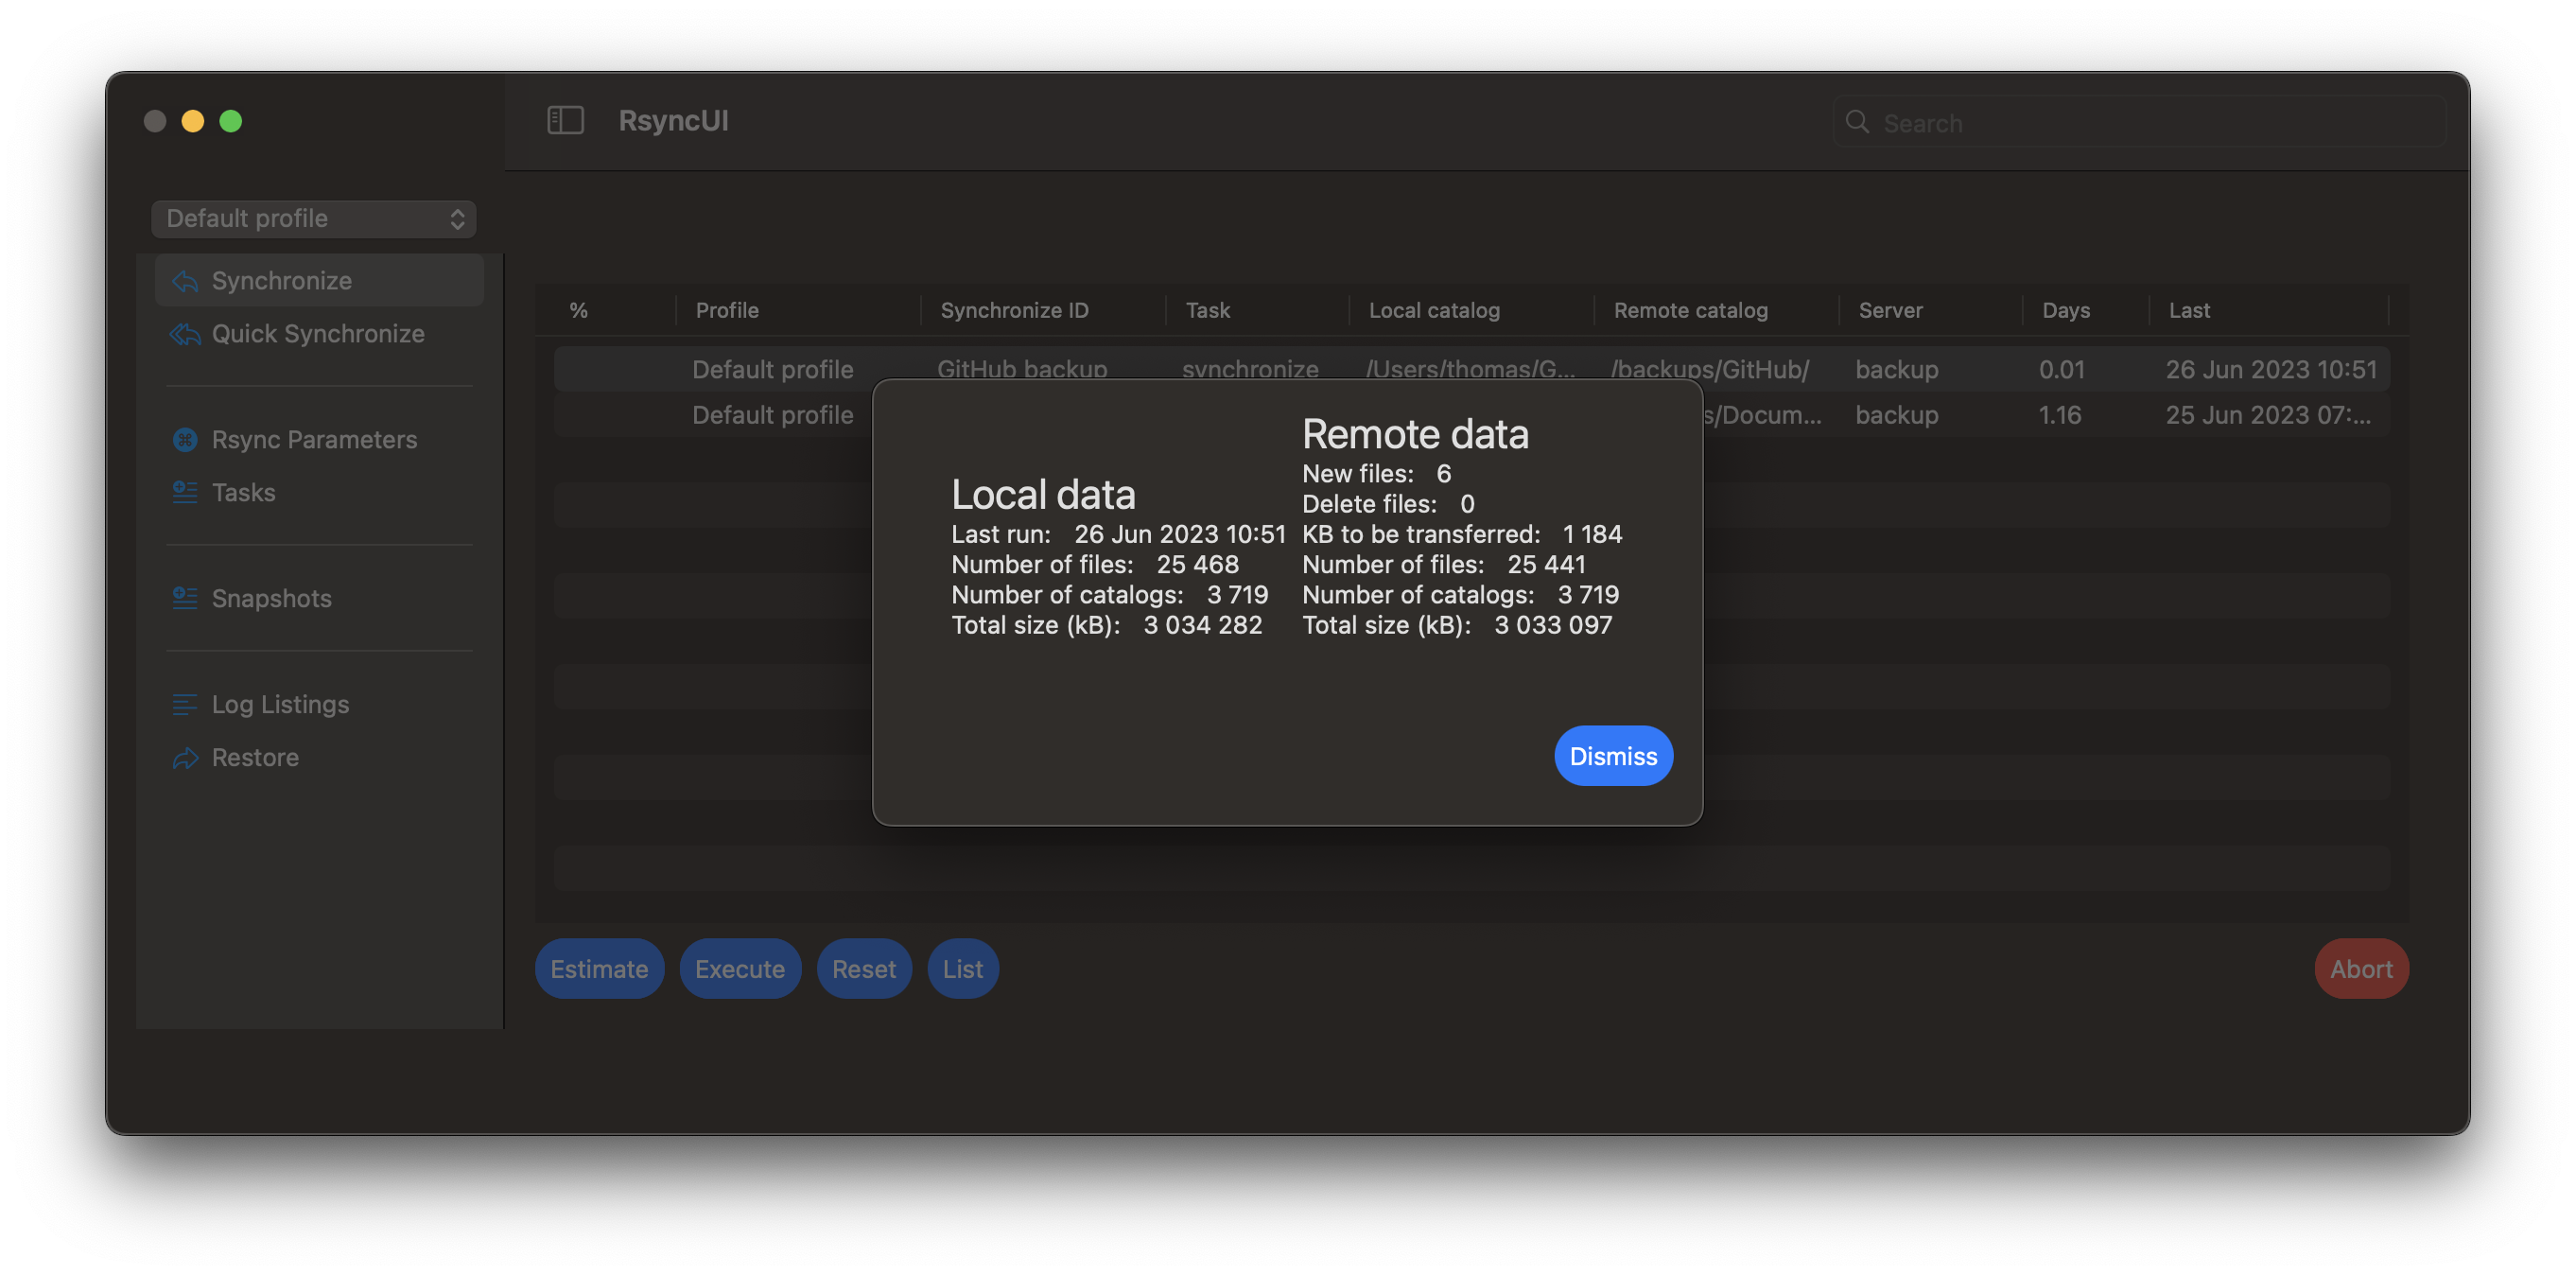 RsyncUI
Search
Default profile
Synchronize
Quick Synchronize
Rsync Parameters
Tasks
Snapshots
Log Listings
Restore
% Profile Synchronize ID Task Local catalog Remote catalog Server Days Last
Default profile GitHub backup synchronize /Users/thomas/G... /backups/GitHub/ backup 0.01 26 Jun 2023 10:51
Default profile s/Docum... backup 1.16 25 Jun 2023 07:...
Local data
Last run: 26 Jun 2023 10:51
Number of files: 25 468
Number of catalogs: 3 719
Total size (kB): 3 034 282
Remote data
New files: 6
Delete files: 0
KB to be transferred: 1 184
Number of files: 25 441
Number of catalogs: 3 719
Total size (kB): 3 033 097
Dismiss
Estimate Execute Reset List Abort